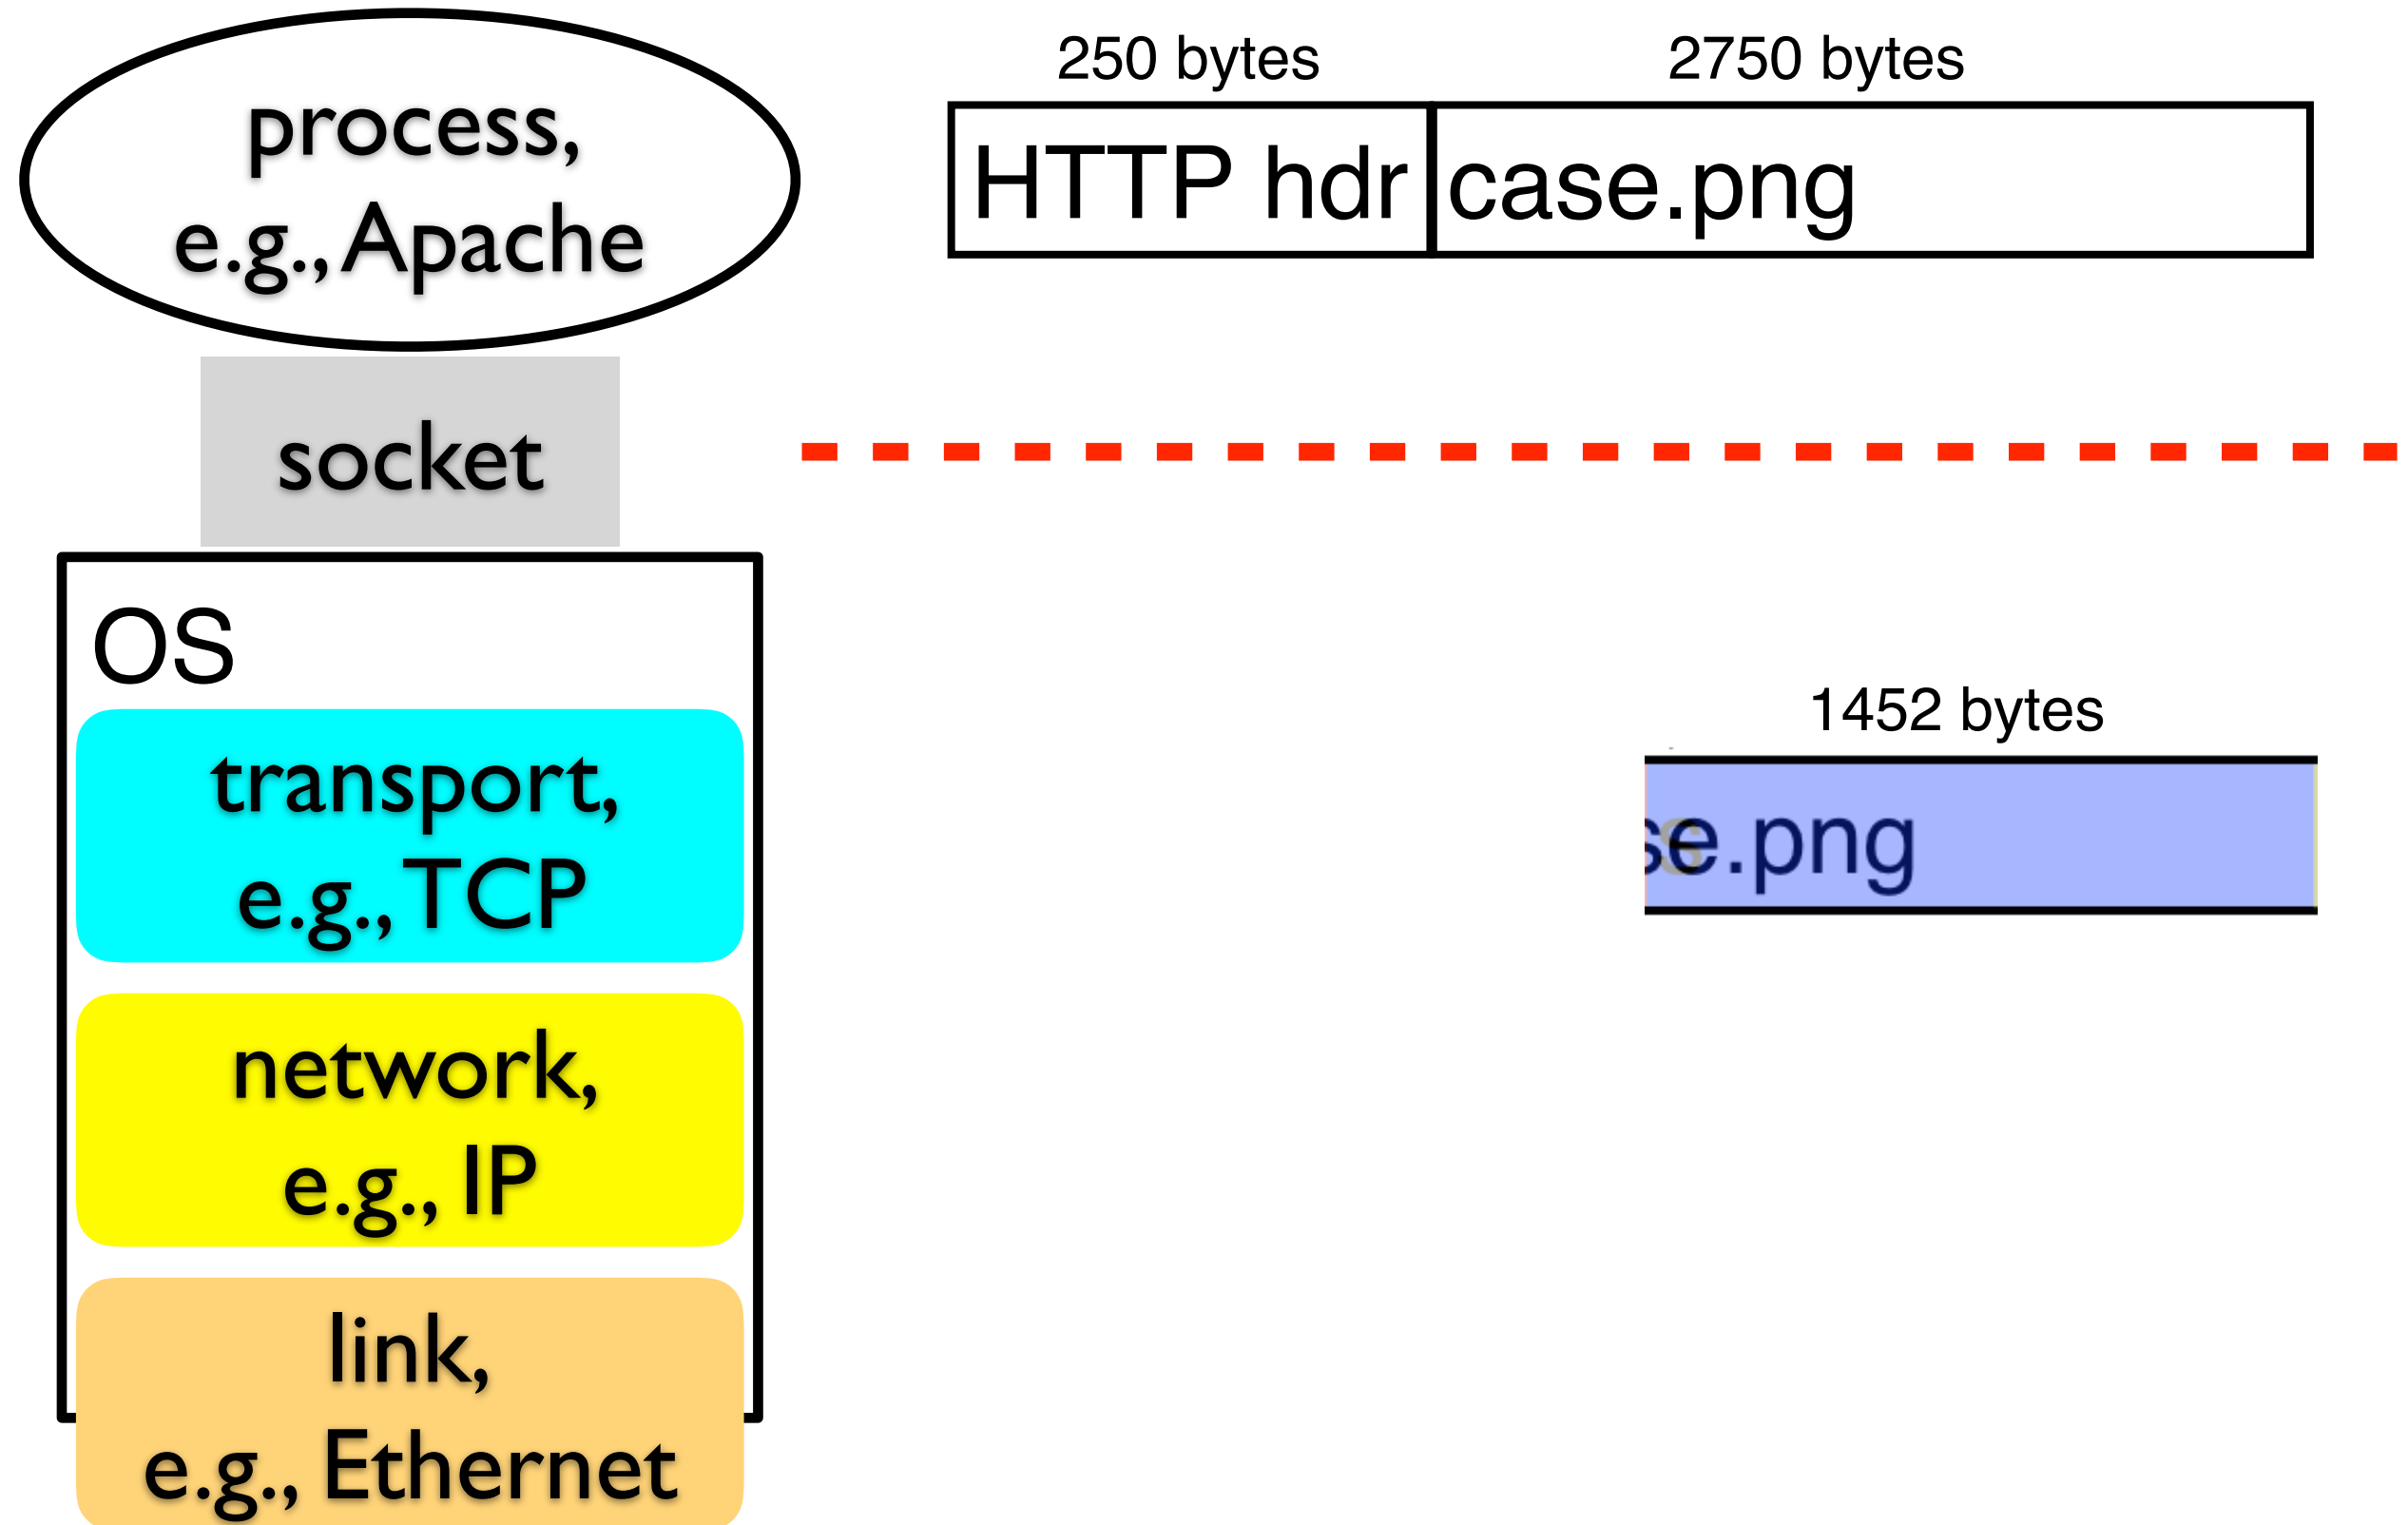 process,
e.g., Apache
250 bytes
2750 bytes
HTTP hdr
case.png
socket
OS
transport,
e.g., TCP
1452 bytes
se.png
network,
e.g., IP
link,
e.g., Ethernet